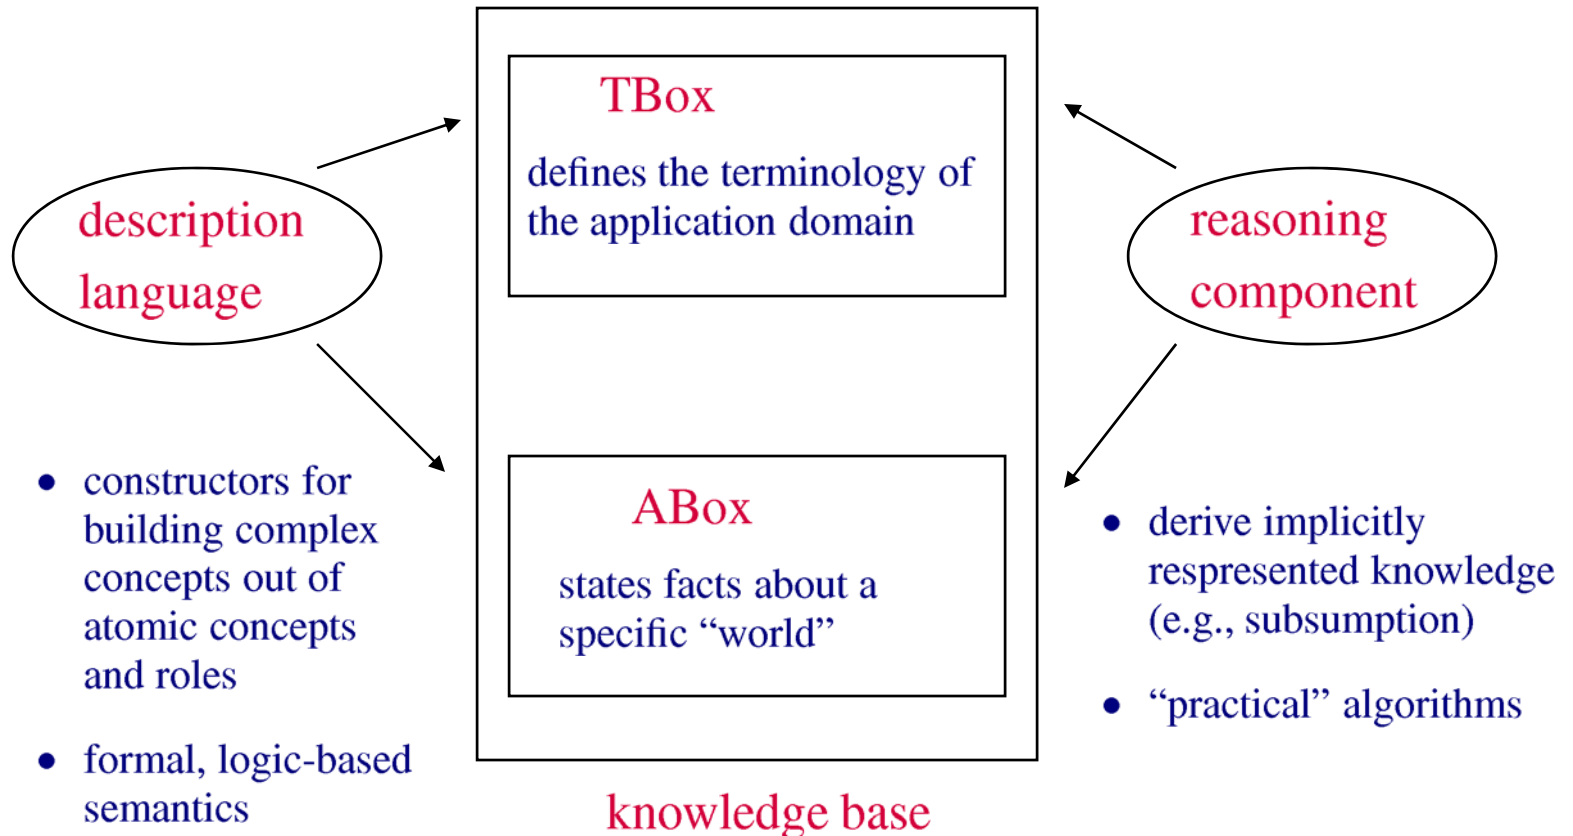 description
language
• constructors for
building complex
concepts out of
atomic concepts
and roles
• formal, logic-based
semantics
TBox
defines the terminology of
the application domain
ABox
states facts about a
specific “world”
knowledge base
reasoning
component
• derive implicitly
respresented knowledge
(e.g., subsumption)
• “practical” algorithms